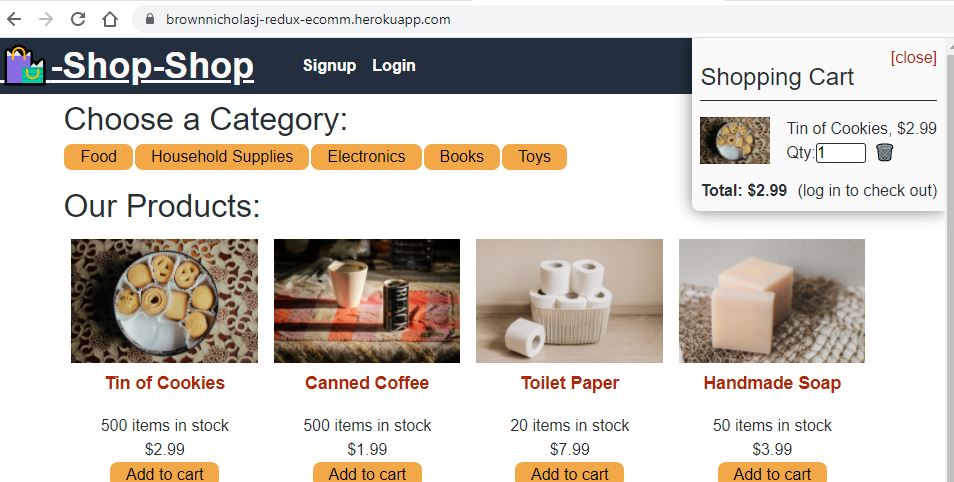 brownnicholasj-redux-ecomm.herokuapp.com
-Shop-Shop
Signup Login
[close]
Shopping Cart
Tin of Cookies, $2.99
Qty:1
Total: $2.99 (log in to check out)
Choose a Category:
Food Household Supplies Electronics Books Toys
Our Products:
Tin of Cookies Canned Coffee Toilet Paper Handmade Soap
500 items in stock 500 items in stock 20 items in stock 50 items in stock
$2.99 $1.99 $7.99 $3.99
Add to cart Add to cart Add to cart Add to cart